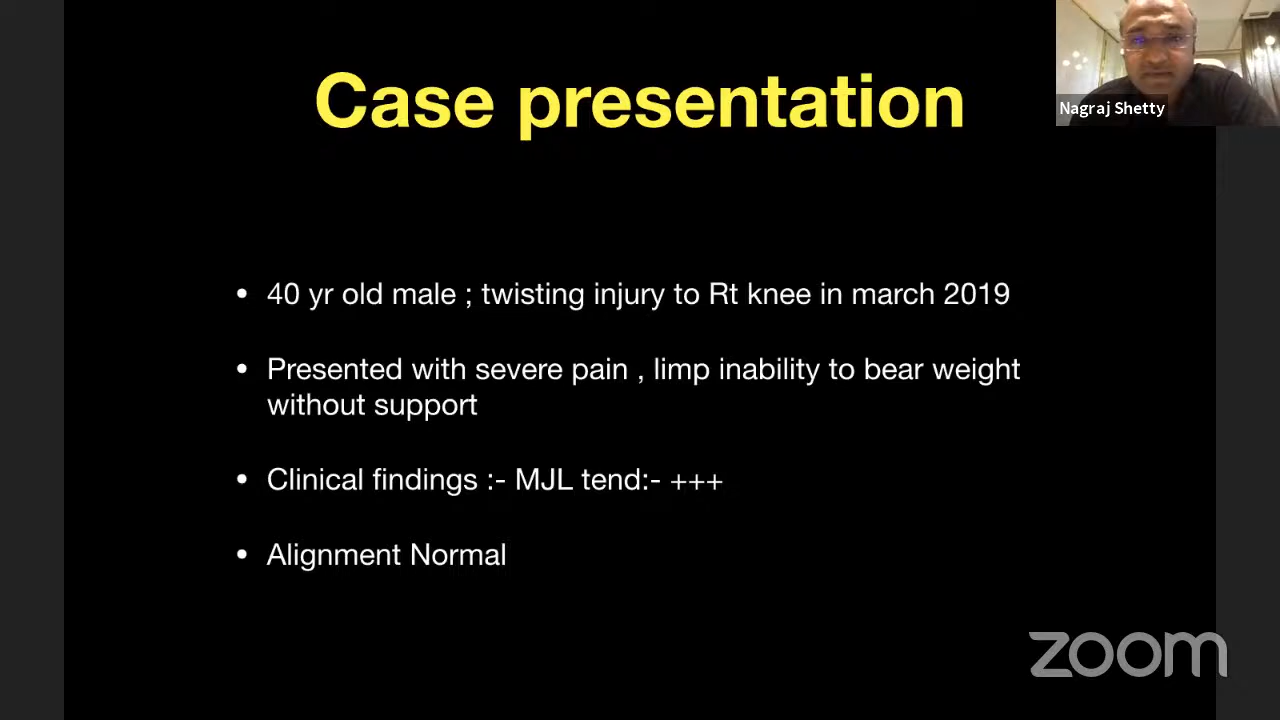 Case presentation
Nagraj Shetty
• 40 yr old male ; twisting injury to Rt knee in march 2019
• Presented with severe pain , limp inability to bear weight
without support
• Clinical findings :- MJL tend:- +++
• Alignment Normal
zoom